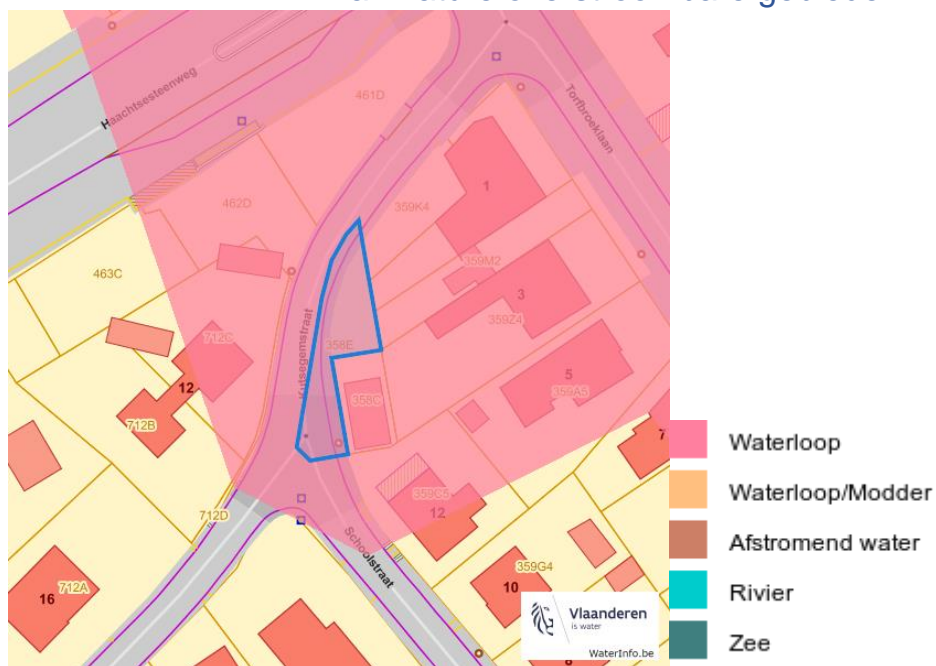 Haachtsesteenweg
461D
Torfbroeklaan
462D
359K4
1
463C
359M2
3
359Z4
Kutsegemstraat
358E
712C
12
5
359A5
358C
712B
7
359C5
12
712D
Schoolstraat
16
712A
359G4
10
8
Vlaanderen
is water
WaterInfo.be
Waterloop
Waterloop/Modder
Afstromend water
Rivier
Zee